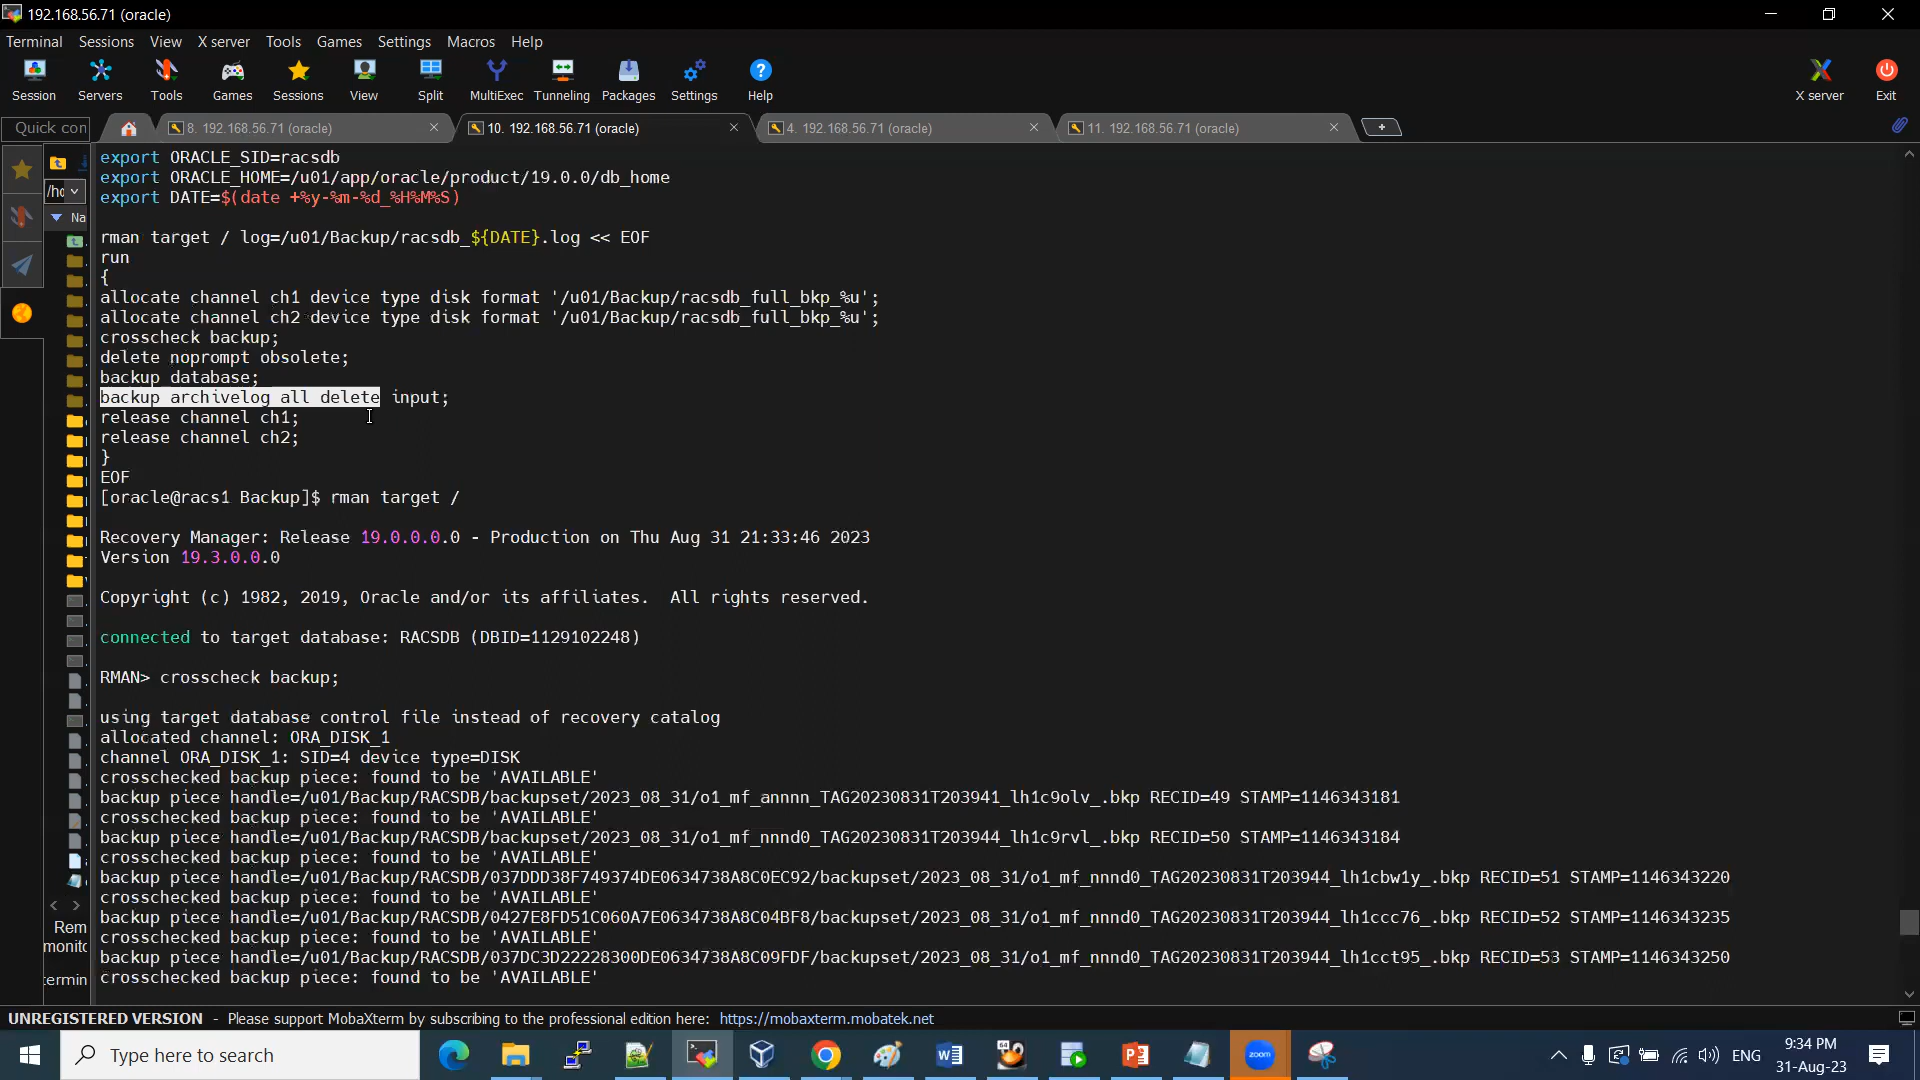 192.168.56.71 (oracle)
Terminal Sessions View X server Tools Games Settings Macros Help
Session Servers Tools Games Sessions View Split MultiExec Tunneling Packages Settings Help X server Exit
Quick con 8. 192.168.56.71 (oracle) 10. 192.168.56.71 (oracle) 4. 192.168.56.71 (oracle) 11. 192.168.56.71 (oracle)
export ORACLE_SID=racsdb
export ORACLE_HOME=/u01/app/oracle/product/19.0.0/db_home
export DATE=$(date +%y-%m-%d_%H%M%S)
rman target / log=/u01/Backup/racsdb_${DATE}.log << EOF
run
{
allocate channel ch1 device type disk format '/u01/Backup/racsdb_full_bkp_%u';
allocate channel ch2 device type disk format '/u01/Backup/racsdb_full_bkp_%u';
crosscheck backup;
delete noprompt obsolete;
backup database;
backup archivelog all delete input;
release channel ch1;
release channel ch2;
}
EOF
[oracle@racs1 Backup]$ rman target /
Recovery Manager: Release 19.0.0.0.0 - Production on Thu Aug 31 21:33:46 2023
Version 19.3.0.0.0
Copyright (c) 1982, 2019, Oracle and/or its affiliates.  All rights reserved.
connected to target database: RACSDB (DBID=1129102248)
RMAN> crosscheck backup;
using target database control file instead of recovery catalog
allocated channel: ORA_DISK_1
channel ORA_DISK_1: SID=4 device type=DISK
crosschecked backup piece: found to be 'AVAILABLE'
backup piece handle=/u01/Backup/RACSDB/backupset/2023_08_31/o1_mf_annnn_TAG20230831T203941_lh1c9olv_.bkp RECID=49 STAMP=1146343181
crosschecked backup piece: found to be 'AVAILABLE'
backup piece handle=/u01/Backup/RACSDB/backupset/2023_08_31/o1_mf_nnnd0_TAG20230831T203944_lh1c9rvl_.bkp RECID=50 STAMP=1146343184
crosschecked backup piece: found to be 'AVAILABLE'
backup piece handle=/u01/Backup/RACSDB/037DDD38F749374DE0634738A8C0EC92/backupset/2023_08_31/o1_mf_nnnd0_TAG20230831T203944_lh1cbw1y_.bkp RECID=51 STAMP=1146343220
crosschecked backup piece: found to be 'AVAILABLE'
backup piece handle=/u01/Backup/RACSDB/0427E8FD51C060A7E0634738A8C04BF8/backupset/2023_08_31/o1_mf_nnnd0_TAG20230831T203944_lh1ccc76_.bkp RECID=52 STAMP=1146343235
crosschecked backup piece: found to be 'AVAILABLE'
backup piece handle=/u01/Backup/RACSDB/037DC3D22228300DE0634738A8C09FDF/backupset/2023_08_31/o1_mf_nnnd0_TAG20230831T203944_lh1cct95_.bkp RECID=53 STAMP=1146343250
crosschecked backup piece: found to be 'AVAILABLE'
/ho
Na
Rem
monito
termin
UNREGISTERED VERSION - Please support MobaXterm by subscribing to the professional edition here: https://mobaxterm.mobatek.net
Type here to search
zoom
ENG
9:34 PM
31-Aug-23